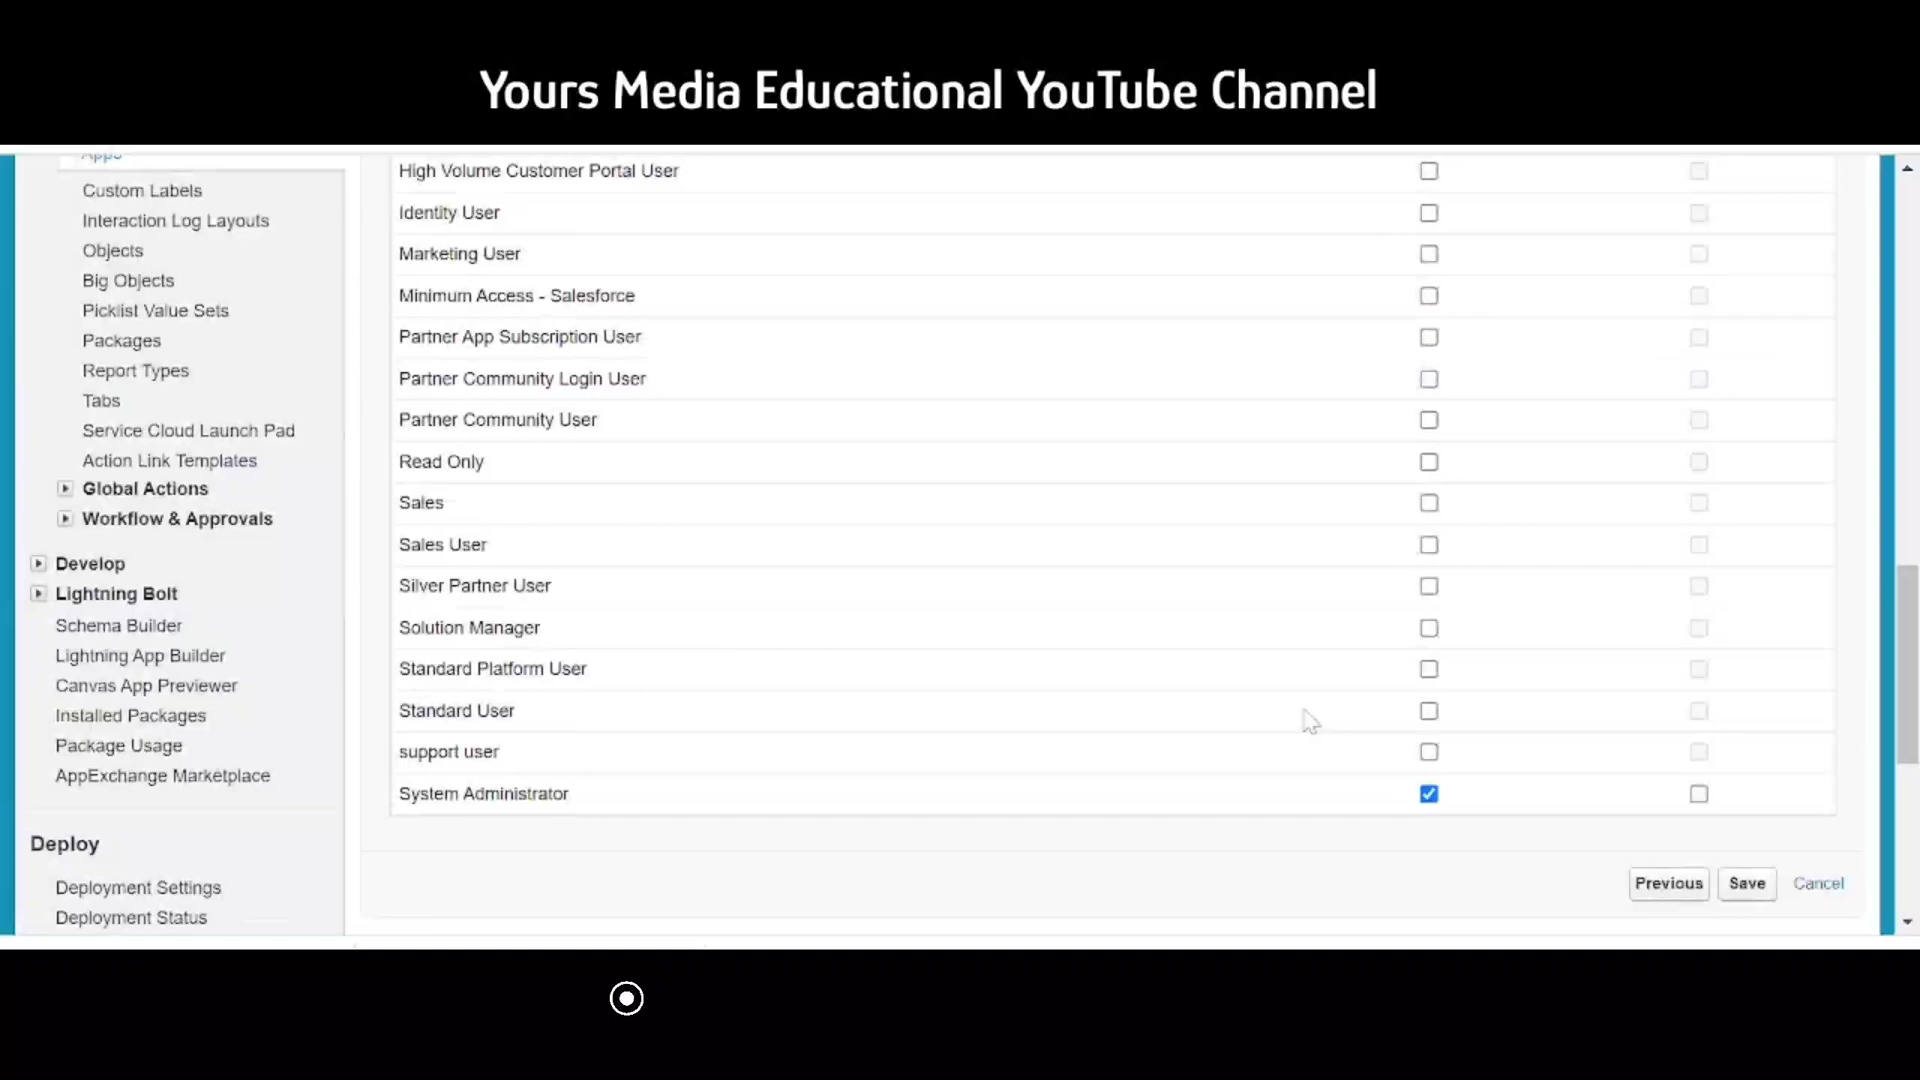 Yours Media Educational YouTube Channel
Apps
Custom Labels
Interaction Log Layouts
Objects
Big Objects
Picklist Value Sets
Packages
Report Types
Tabs
Service Cloud Launch Pad
Action Link Templates
Global Actions
Workflow & Approvals
Develop
Lightning Bolt
Schema Builder
Lightning App Builder
Canvas App Previewer
Installed Packages
Package Usage
AppExchange Marketplace
Deploy
Deployment Settings
Deployment Status
High Volume Customer Portal User
Identity User
Marketing User
Minimum Access - Salesforce
Partner App Subscription User
Partner Community Login User
Partner Community User
Read Only
Sales
Sales User
Silver Partner User
Solution Manager
Standard Platform User
Standard User
support user
System Administrator
Previous Save Cancel